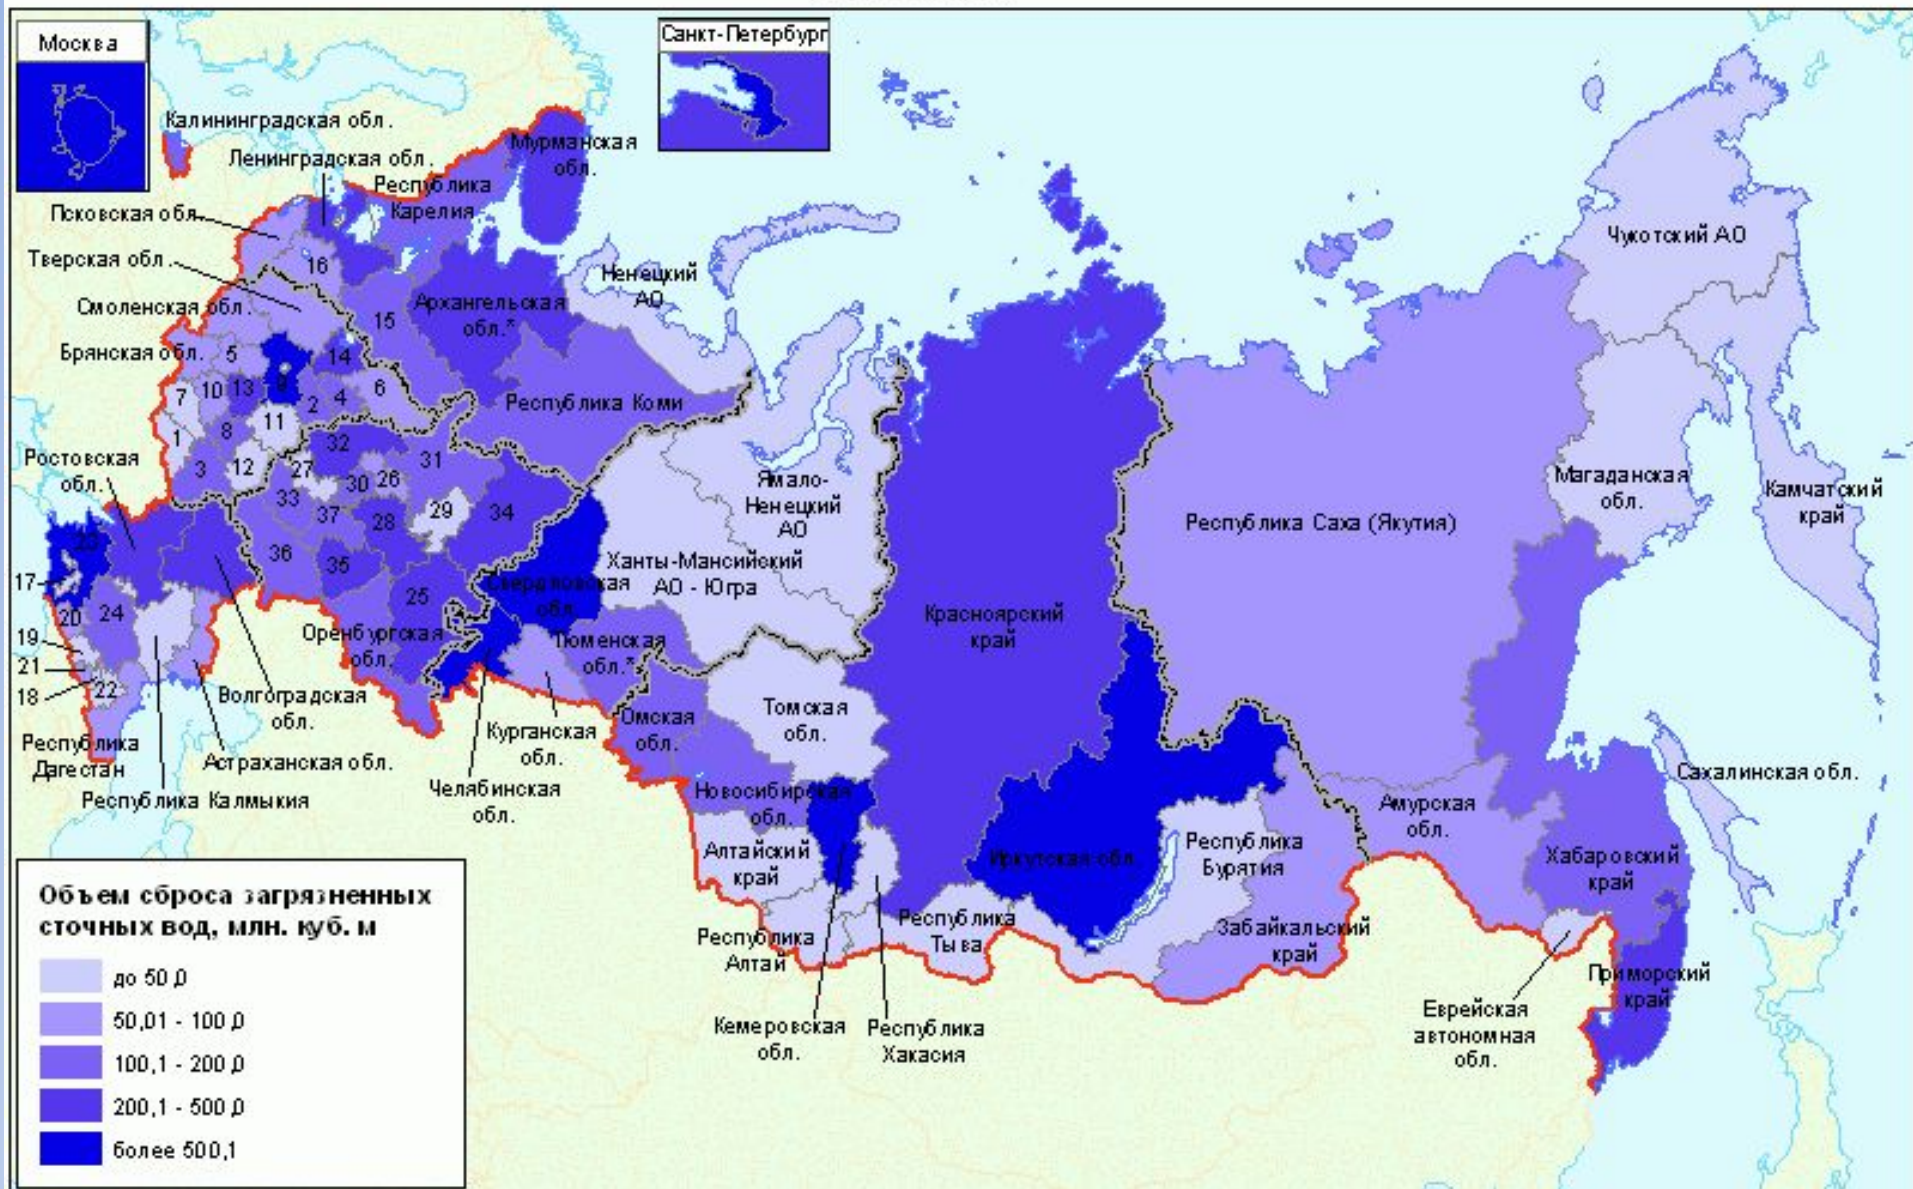 Москва
Санкт-Петербург
Калининградская обл.
Ленинградская обл.
Мурманская
обл.
Республика
Карелия
Псковская обл.
Тверская обл.
Смоленская обл.
Брянская обл.
Архангельская
обл.*
Ненецкий
АО
Чукотский АО
Республика Коми
Ростовская
обл.
Ямало-
Ненецкий
АО
Ханты-Мансийский
АО - Югра
Республика Саха (Якутия)
Магаданская
обл.
Камчатский
край
Красноярский
край
Свердловская
обл.
Оренбургская
обл.
Тюменская
обл.*
Волгоградская
обл.
Курганская
обл.
Омская
обл.
Томская
обл.
Республика
Дагестан
Астраханская обл.
Республика Калмыкия
Челябинская
обл.
Новосибирская
обл.
Алтайский
край
Иркутская обл.
Республика
Бурятия
Амурская
обл.
Сахалинская обл.
Хабаровский
край
Республика
Алтай
Республика
Тыва
Забайкальский
край
Приморский
край
Кемеровская
обл.
Республика
Хакасия
Еврейская
автономная
обл.
16
15
5
14
9
7
10
13
2
4
6
1
8
11
3
12
32
27
31
33
30
26
37
28
29
34
36
35
25
23
17
20
24
19
21
18
22
Объем сброса загрязненных
сточных вод, млн. куб. м
до 50,0
50,01 - 100,0
100,1 - 200,0
200,1 - 500,0
более 500,1